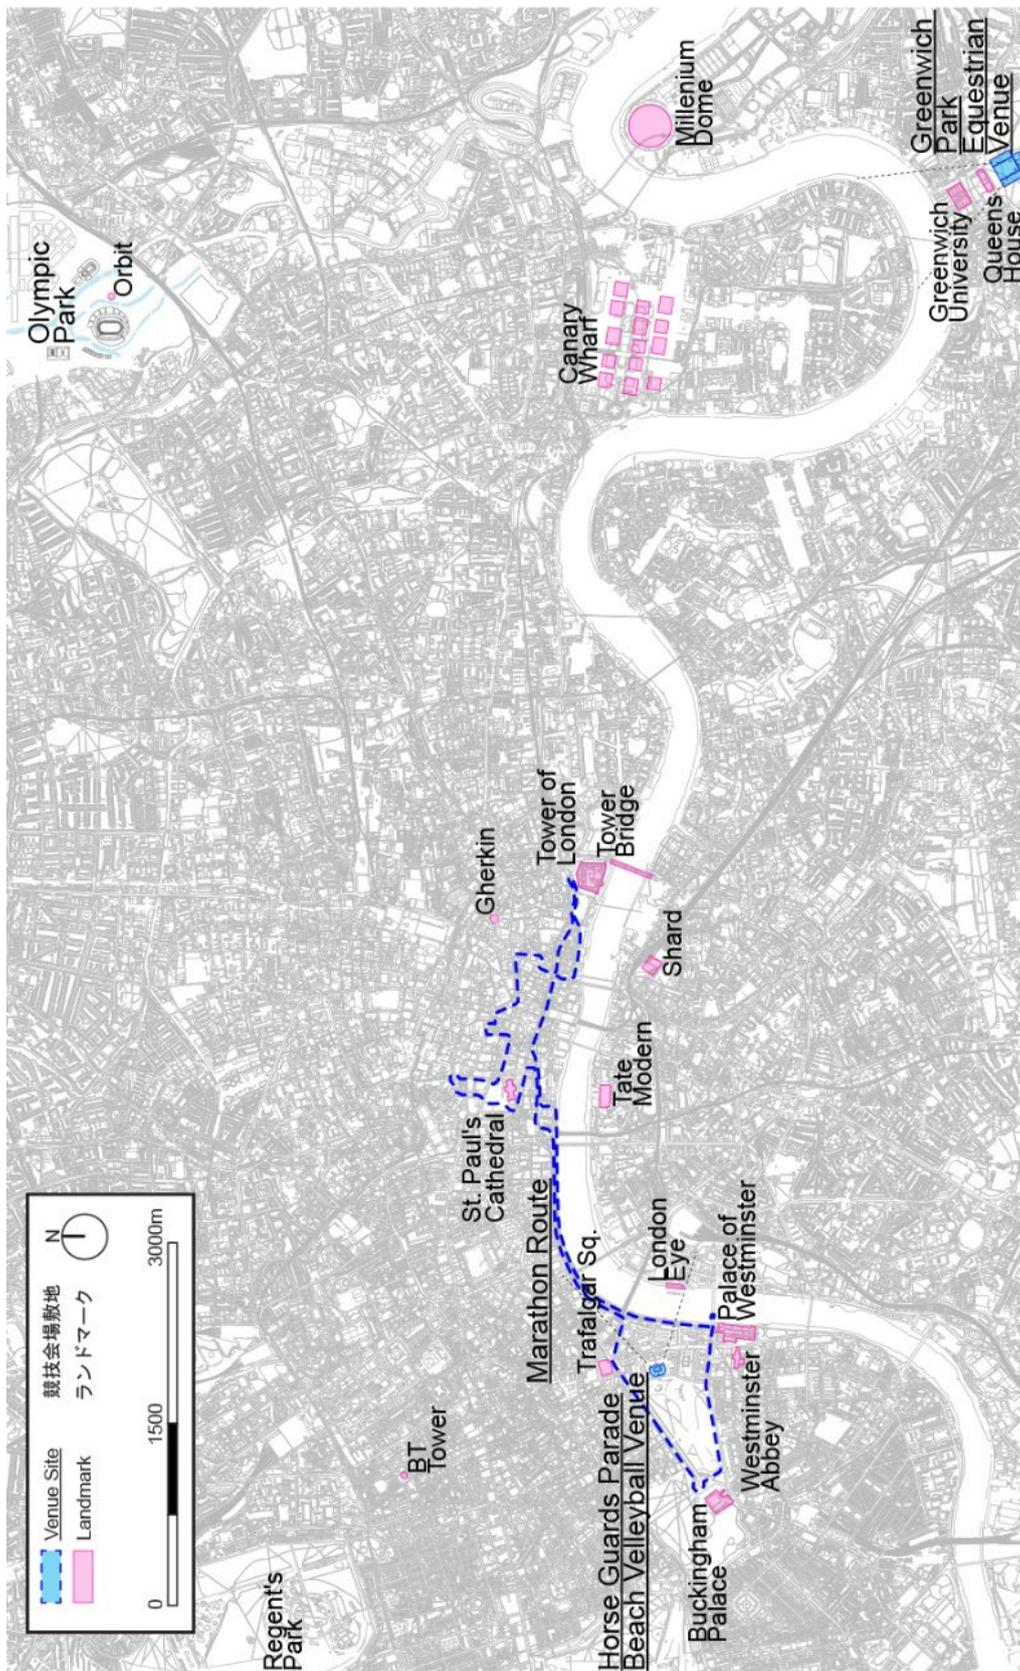 Venue Site
競技会場敷地
Landmark
ランドマーク
N
0
1500
3000m
Regent's
Park
BT
Tower
Horse Guards Parade
Beach Velleyball Venue
Buckingham
Palace
Westminster
Abbey
Trafalgar Sq.
Marathon Route
London
Eye
Palace of
Westminster
St. Paul's
Cathedral
Tate
Modern
Shard
Gherkin
Tower of
London
Tower
Bridge
Canary
Wharf
Olympic
Park
Orbit
Millenium
Dome
Greenwich
University
Queens
House
Greenwich
Park
Equestrian
Venue